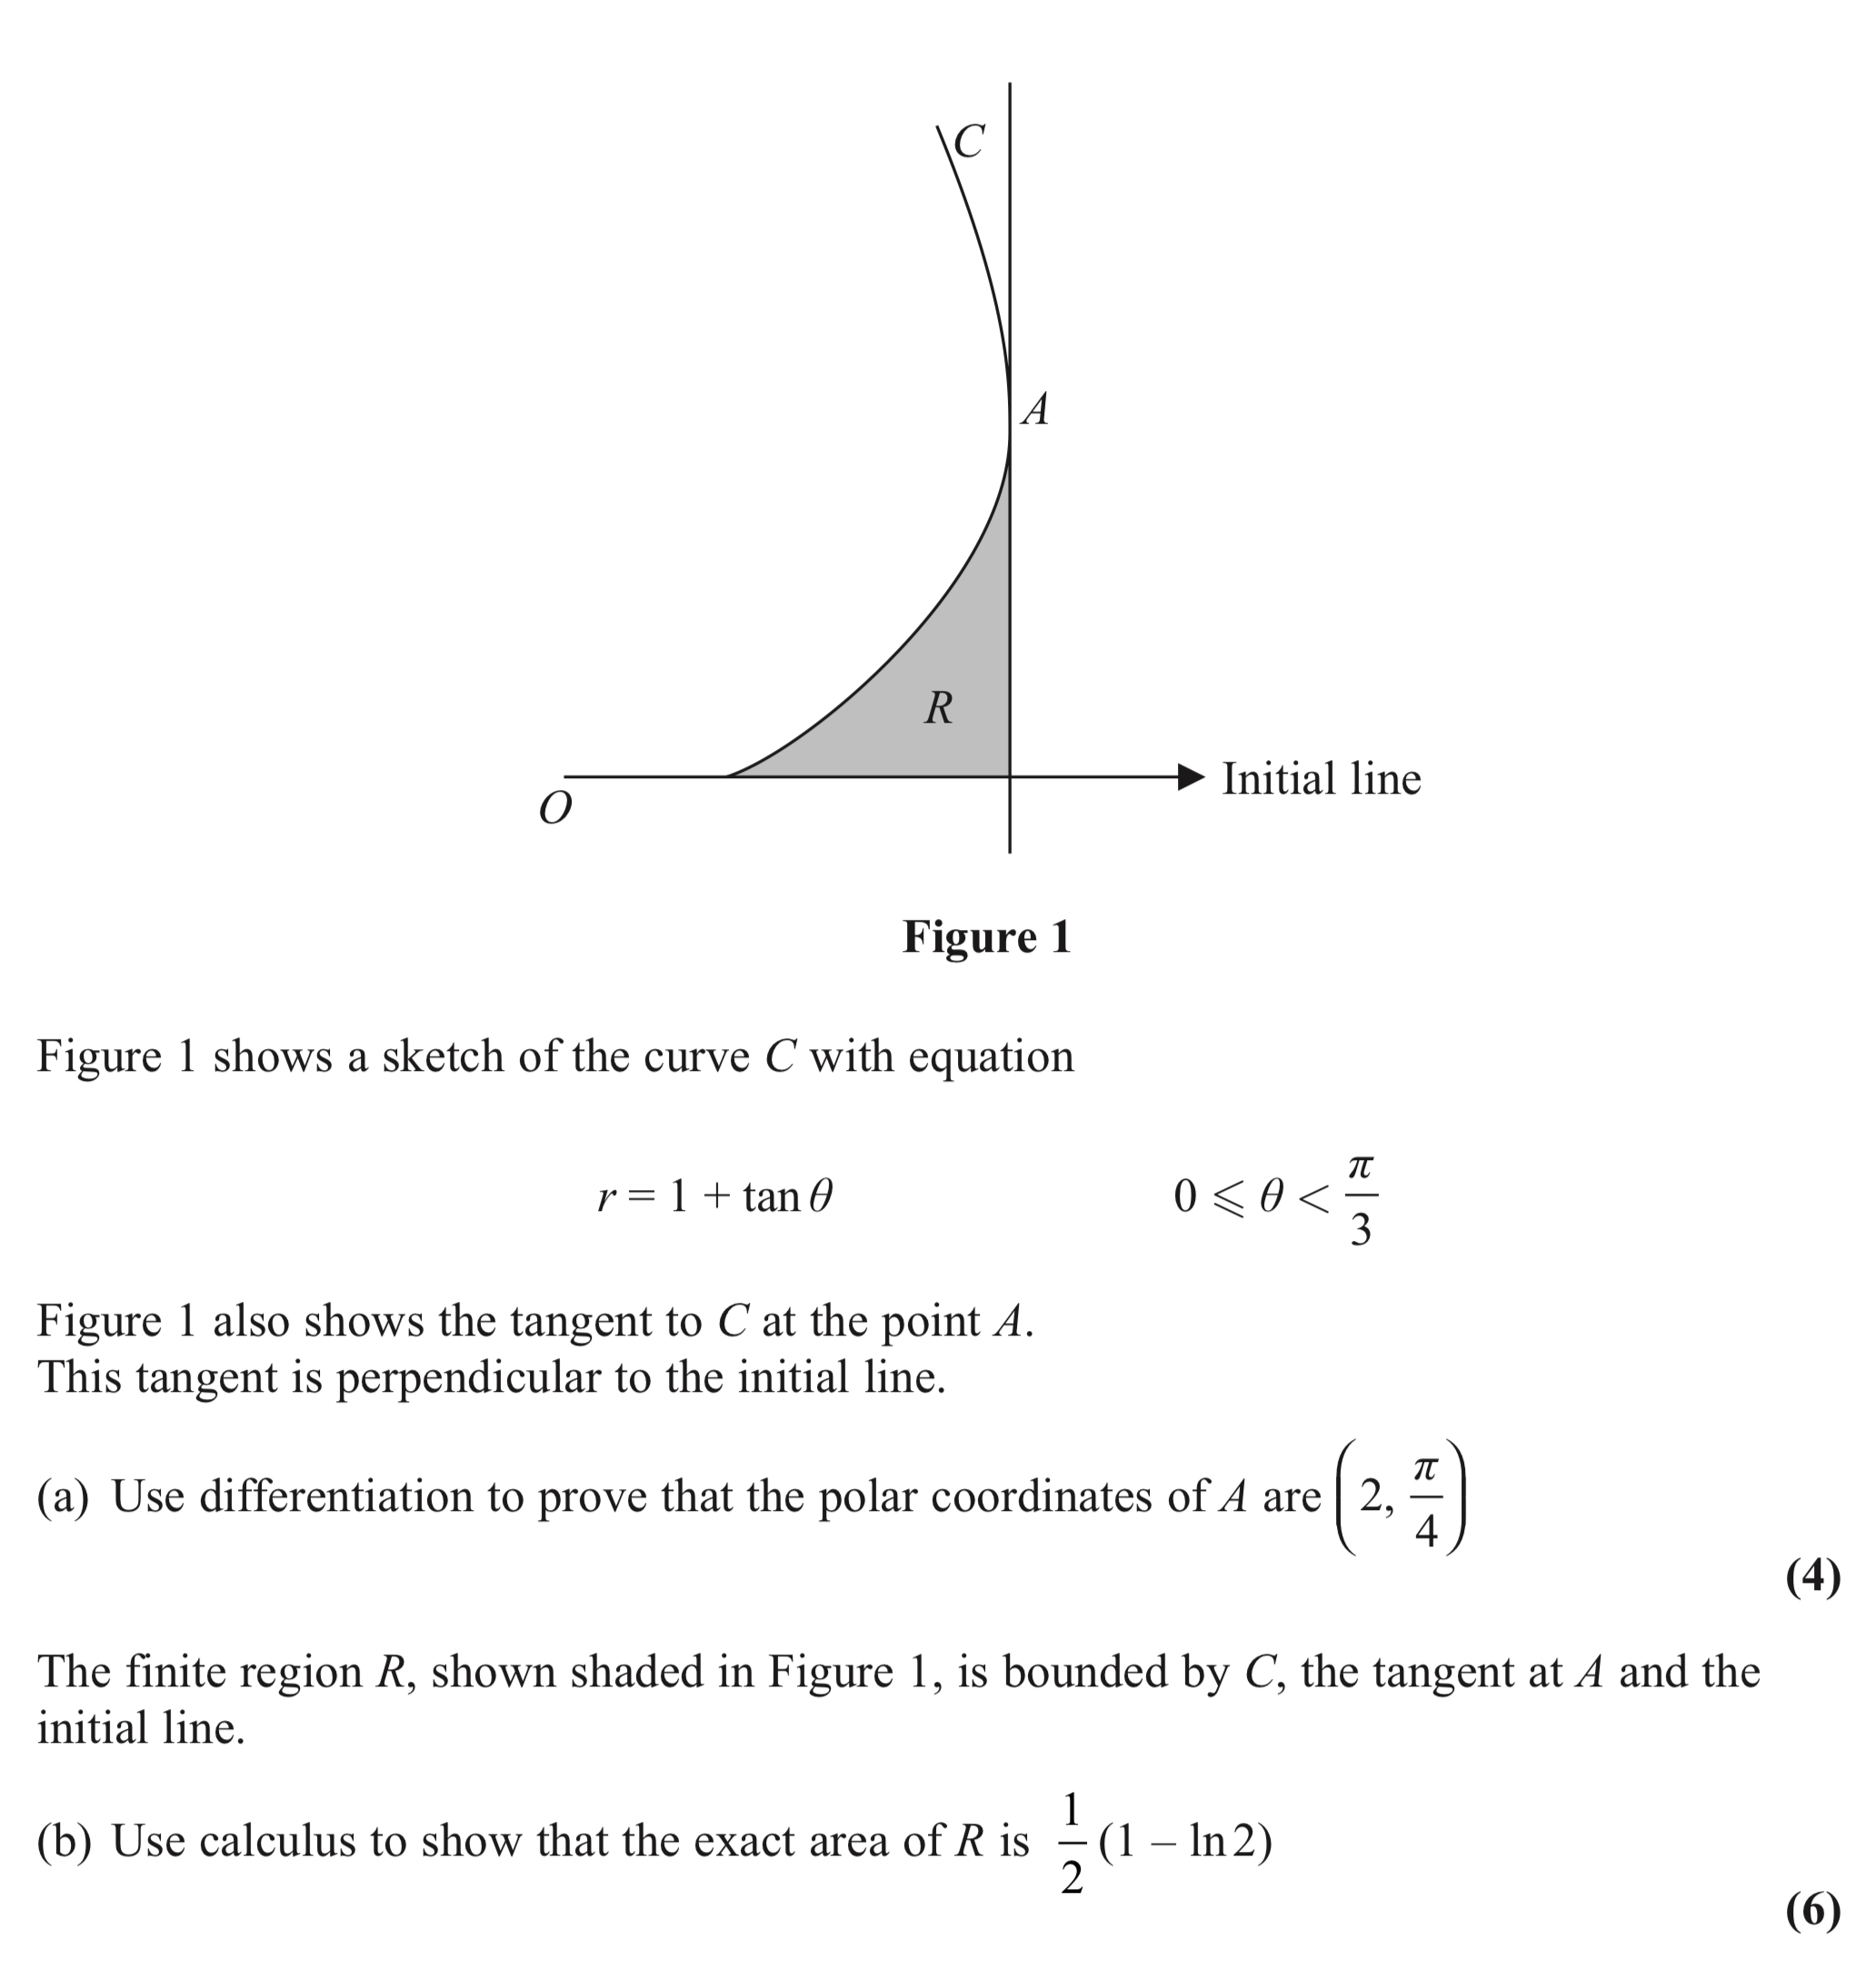 C
A
R
O
Initial line
Figure 1
Figure 1 shows a sketch of the curve C with equation
r = 1 + tan θ 0 ⩽ θ < π/3
Figure 1 also shows the tangent to C at the point A.
This tangent is perpendicular to the initial line.
(a) Use differentiation to prove that the polar coordinates of A are (2, π/4)
(4)
The finite region R, shown shaded in Figure 1, is bounded by C, the tangent at A and the
initial line.
(b) Use calculus to show that the exact area of R is 1/2 (1 – ln 2)
(6)